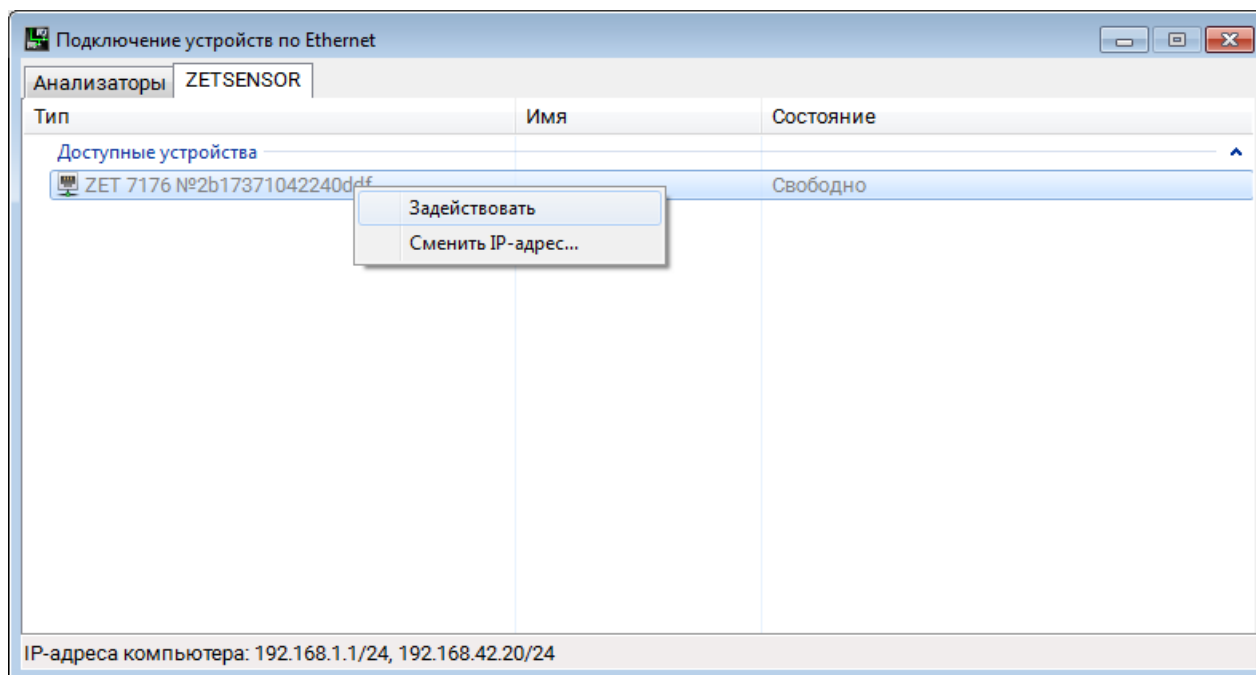 Подключение устройств по Ethernet
Анализаторы ZETSENSOR
Тип Имя Состояние
Доступные устройства
ZET 7176 №2b17371042240ddf Свободно
Задействовать
Сменить IP-адрес...
IP-адреса компьютера: 192.168.1.1/24, 192.168.42.20/24